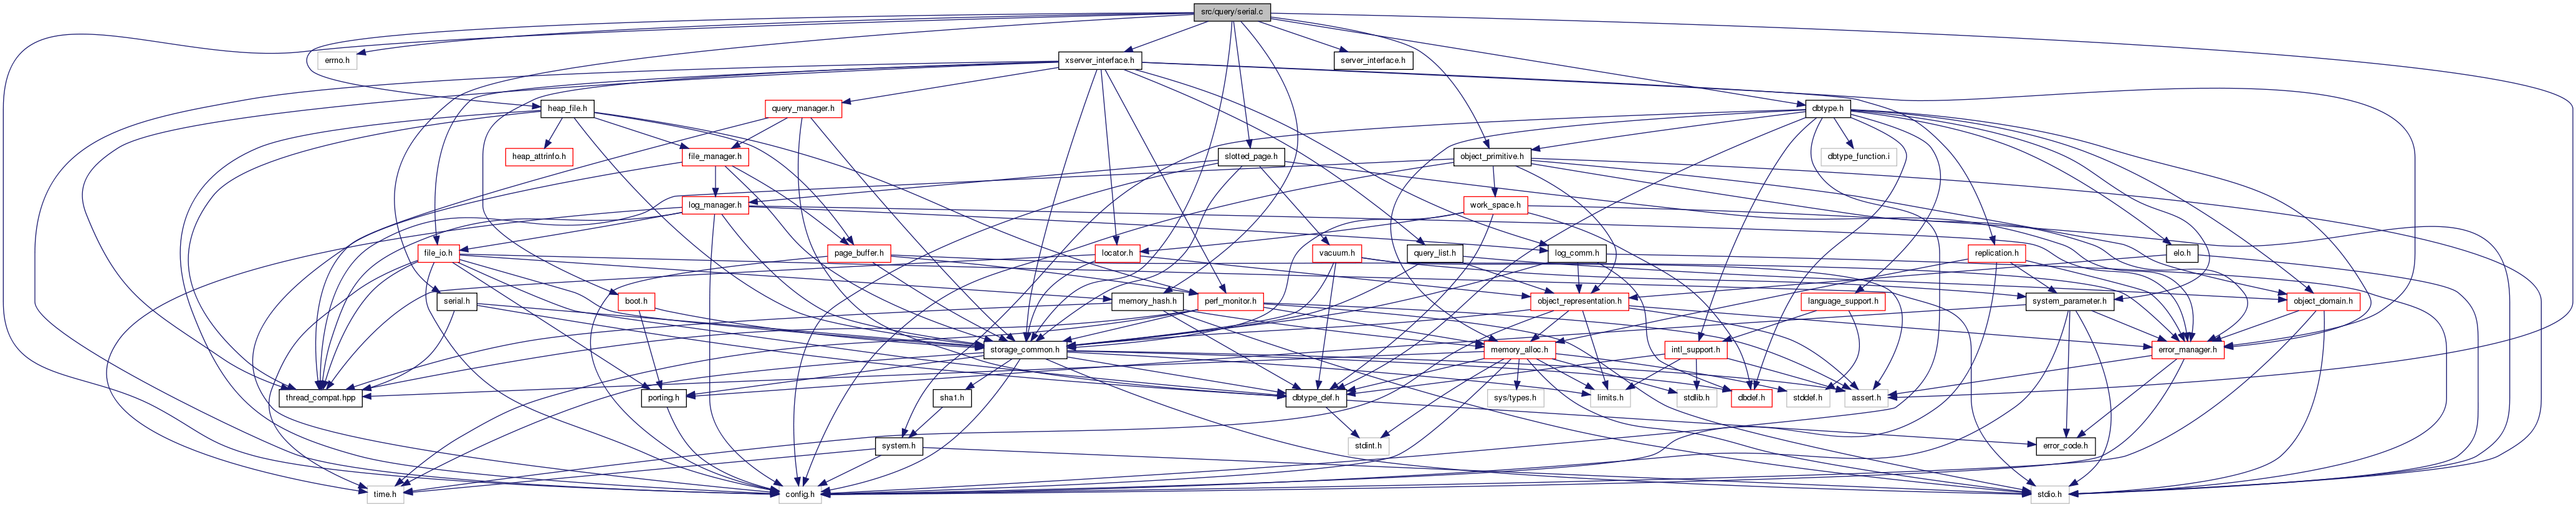 src/query/serial.c
errno.h
xserver_interface.h
server_interface.h
heap_file.h
query_manager.h
dbtype.h
heap_attrinfo.h
file_manager.h
slotted_page.h
object_primitive.h
dbtype_function.i
log_manager.h
work_space.h
file_io.h
page_buffer.h
locator.h
vacuum.h
query_list.h
log_comm.h
replication.h
elo.h
serial.h
boot.h
memory_hash.h
perf_monitor.h
object_representation.h
language_support.h
system_parameter.h
object_domain.h
storage_common.h
memory_alloc.h
intl_support.h
error_manager.h
thread_compat.hpp
porting.h
sha1.h
dbtype_def.h
sys/types.h
limits.h
stdlib.h
dbdef.h
stddef.h
assert.h
system.h
stdint.h
error_code.h
time.h
config.h
stdio.h